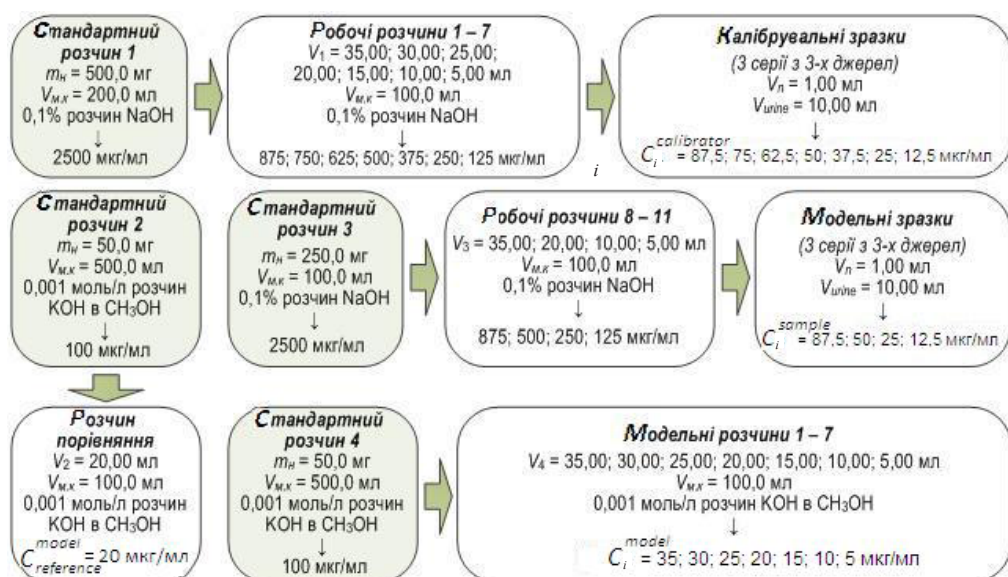 Стандартний
розчин 1
mн = 500,0 мг
Vм.к = 200,0 мл
0,1% розчин NaOH
↓
2500 мкг/мл
Робочі розчини 1 – 7
V1 = 35,00; 30,00; 25,00;
20,00; 15,00; 10,00; 5,00 мл
Vм.к = 100,0 мл
0,1% розчин NaOH
↓
875; 750; 625; 500; 375; 250; 125 мкг/мл
i
Калібрувальні зразки
(3 серії з 3-х джерел)
Vn = 1,00 мл
Vurine = 10,00 мл
↓
Ci calibrator = 87,5; 75; 62,5; 50; 37,5; 25; 12,5 мкг/мл
Стандартний
розчин 2
mн = 50,0 мг
Vм.к = 500,0 мл
0,001 моль/л розчин
KOH в CH3OH
↓
100 мкг/мл
Стандартний
розчин 3
mн = 250,0 мг
Vм.к = 100,0 мл
0,1% розчин NaOH
↓
2500 мкг/мл
Робочі розчини 8 – 11
V3 = 35,00; 20,00; 10,00; 5,00 мл
Vм.к = 100,0 мл
0,1% розчин NaOH
↓
875; 500; 250; 125 мкг/мл
Модельні зразки
(3 серії з 3-х джерел)
Vn = 1,00 мл
Vurine = 10,00 мл
↓
Ci sample = 87,5; 50; 25; 12,5 мкг/мл
Розчин
порівняння
V2 = 20,00 мл
Vм.к = 100,0 мл
0,001 моль/л розчин
KOH в CH3OH
C model reference = 20 мкг/мл
Стандартний
розчин 4
mн = 50,0 мг
Vм.к = 500,0 мл
0,001 моль/л розчин
KOH в CH3OH
↓
100 мкг/мл
Модельні розчини 1 – 7
V4 = 35,00; 30,00; 25,00; 20,00; 15,00; 10,00; 5,00 мл
Vм.к = 100,0 мл
0,001 моль/л розчин KOH в CH3OH
↓
Ci model = 35; 30; 25; 20; 15; 10; 5 мкг/мл